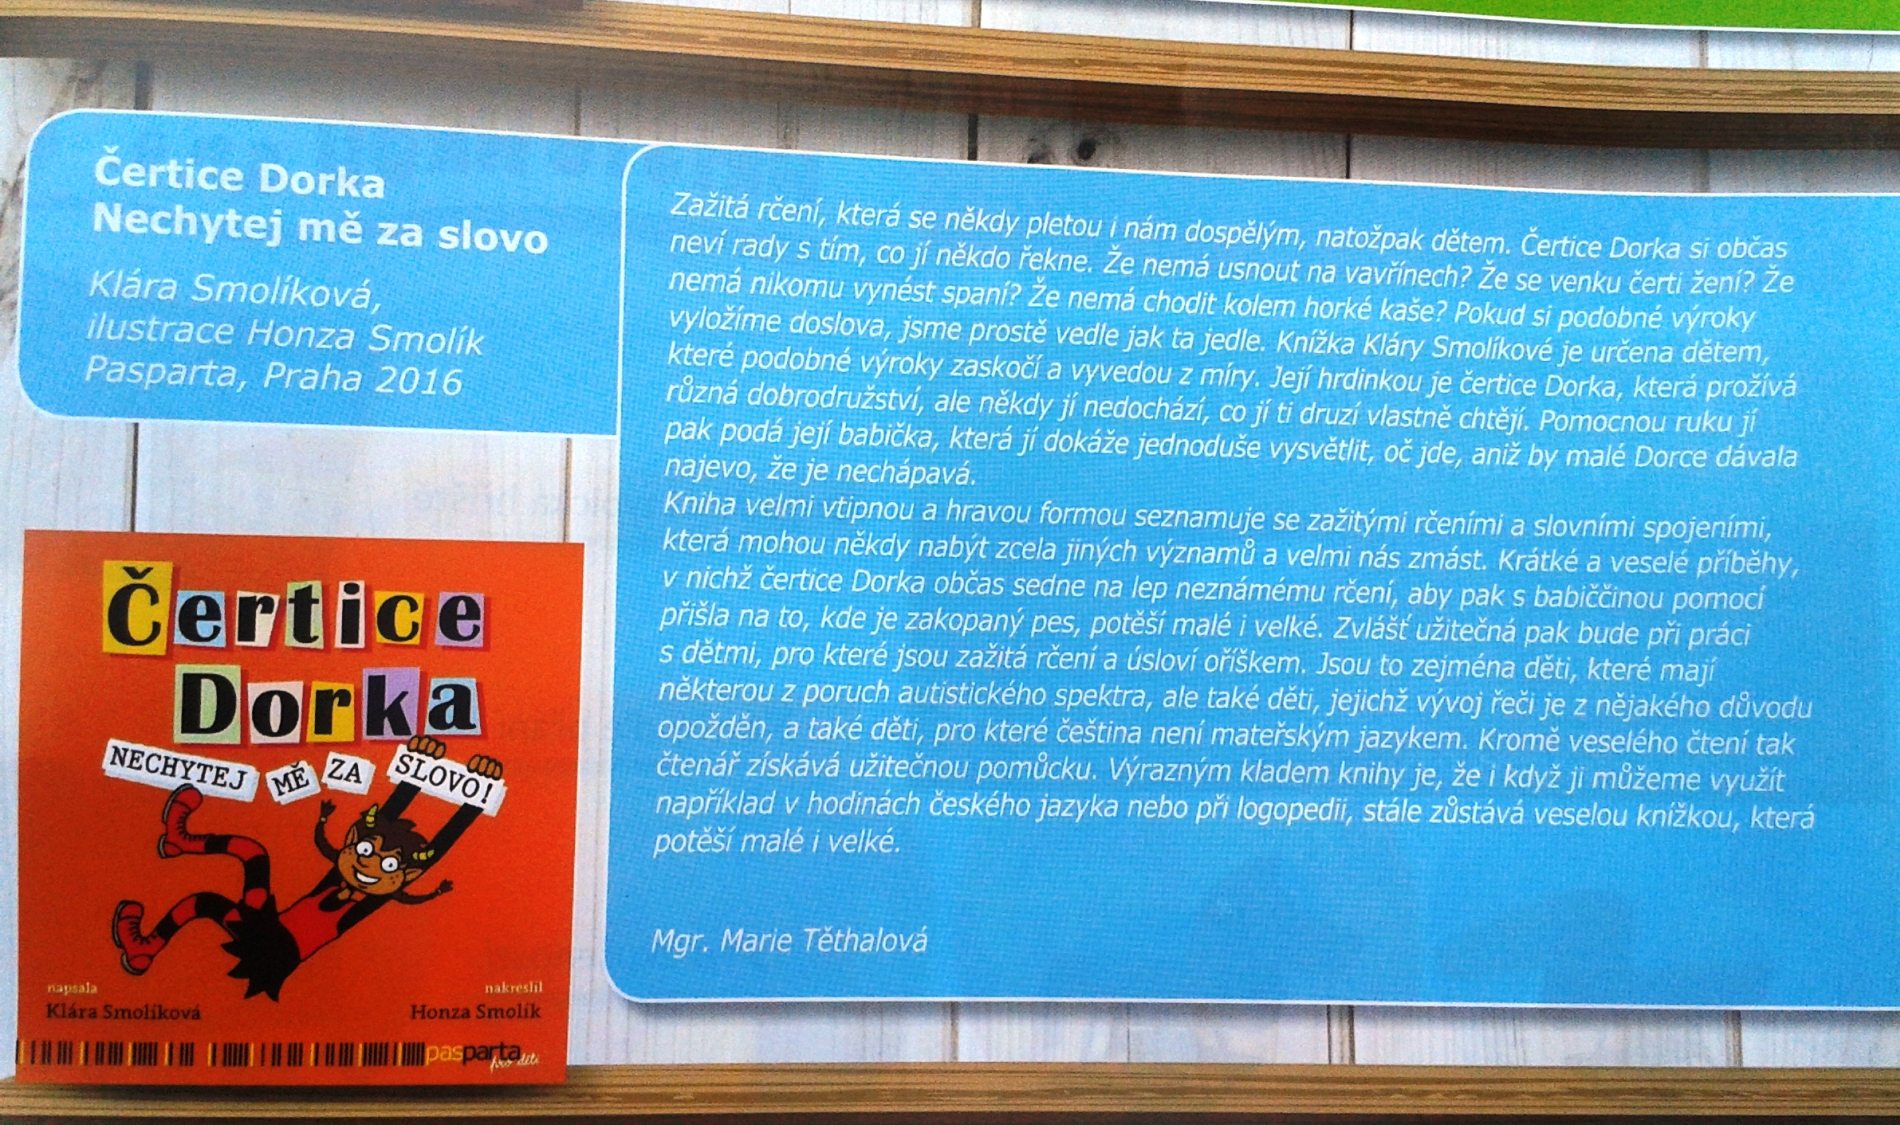 Čertice Dorka
Nechytej mě za slovo
Klára Smolíková,
ilustrace Honza Smolík
Pasparta, Praha 2016
Zažitá rčení, která se někdy pletou i nám dospělým, natožpak dětem. Čertice Dorka si občas
neví rady s tím, co jí někdo řekne. Že nemá usnout na vavřínech? Že se venku čerti žení? Že
nemá nikomu vynést spaní? Že nemá chodit kolem horké kaše? Pokud si podobné výroky
vyložíme doslova, jsme prostě vedle jak ta jedle. Knížka Kláry Smolíkové je určena dětem,
které podobné výroky zaskočí a vyvedou z míry. Její hrdinkou je čertice Dorka, která prožívá
různá dobrodružství, ale někdy jí nedochází, co jí ti druzí vlastně chtějí. Pomocnou ruku jí
pak podá její babička, která jí dokáže jednoduše vysvětlit, oč jde, aniž by malé Dorce dávala
najevo, že je nechápavá.
Kniha velmi vtipnou a hravou formou seznamuje se zažitými rčeními a slovními spojeními,
která mohou někdy nabýt zcela jiných významů a velmi nás zmást. Krátké a veselé příběhy,
v nichž čertice Dorka občas sedne na lep neznámému rčení, aby pak s babiččinou pomocí
přišla na to, kde je zakopaný pes, potěší malé i velké. Zvlášť užitečná pak bude při práci
s dětmi, pro které jsou zažitá rčení a úsloví oříškem. Jsou to zejména děti, které mají
některou z poruch autistického spektra, ale také děti, jejichž vývoj řeči je z nějakého důvodu
opožděn, a také děti, pro které čeština není mateřským jazykem. Kromě veselého čtení tak
čtenář získává užitečnou pomůcku. Výrazným kladem knihy je, že i když ji můžeme využít
například v hodinách českého jazyka nebo při logopedii, stále zůstává veselou knížkou, která
potěší malé i velké.
Mgr. Marie Těthalová
Čertice
Dorka
NECHYTEJ MĚ ZA SLOVO!
napsala
Klára Smolíková
nakreslil
Honza Smolík
pasparta
pro děti